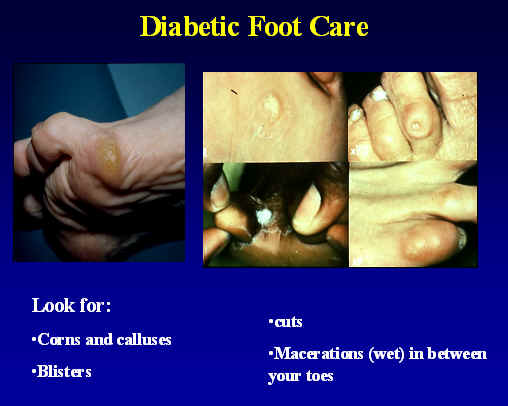 Diabetic Foot Care
Look for:
•Corns and calluses
•Blisters
•cuts
•Macerations (wet) in between
your toes